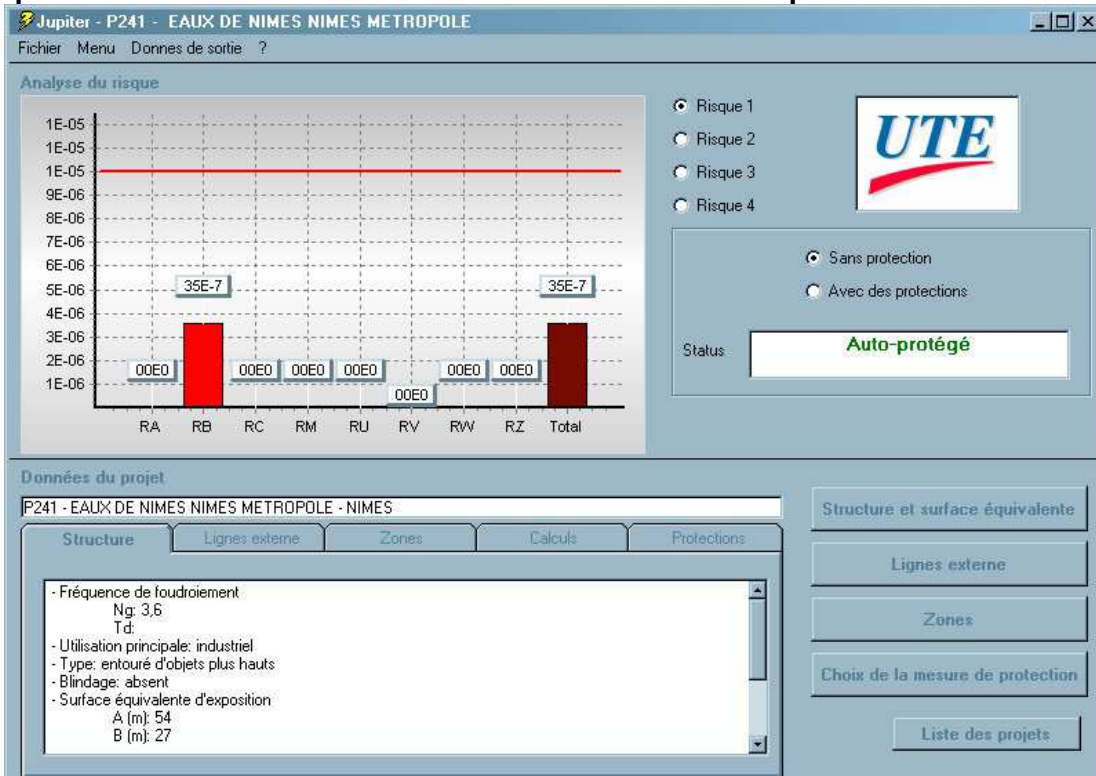 Jupiter - P241 - EAUX DE NIMES NIMES METROPOLE
Fichier Menu Donnes de sortie ?
Analyse du risque
1E-05
1E-05
1E-05
9E-06
8E-06
7E-06
6E-06
5E-06
4E-06
3E-06
2E-06
1E-06
00E0
35E-7
00E0
00E0
00E0
00E0
00E0
00E0
35E-7
RA RB RC RM RU RV RW RZ Total
Risque 1
Risque 2
Risque 3
Risque 4
UTE
Sans protection
Avec des protections
Status Auto-protégé
Données du projet
P241 - EAUX DE NIMES NIMES METROPOLE - NIMES
Structure Lignes externe Zones Calculs Protections
- Fréquence de foudroiement
Ng: 3,6
Td:
- Utilisation principale: industriel
- Type: entouré d'objets plus hauts
- Blindage: absent
- Surface équivalente d'exposition
A (m): 54
B (m): 27
Structure et surface équivalente
Lignes externe
Zones
Choix de la mesure de protection
Liste des projets